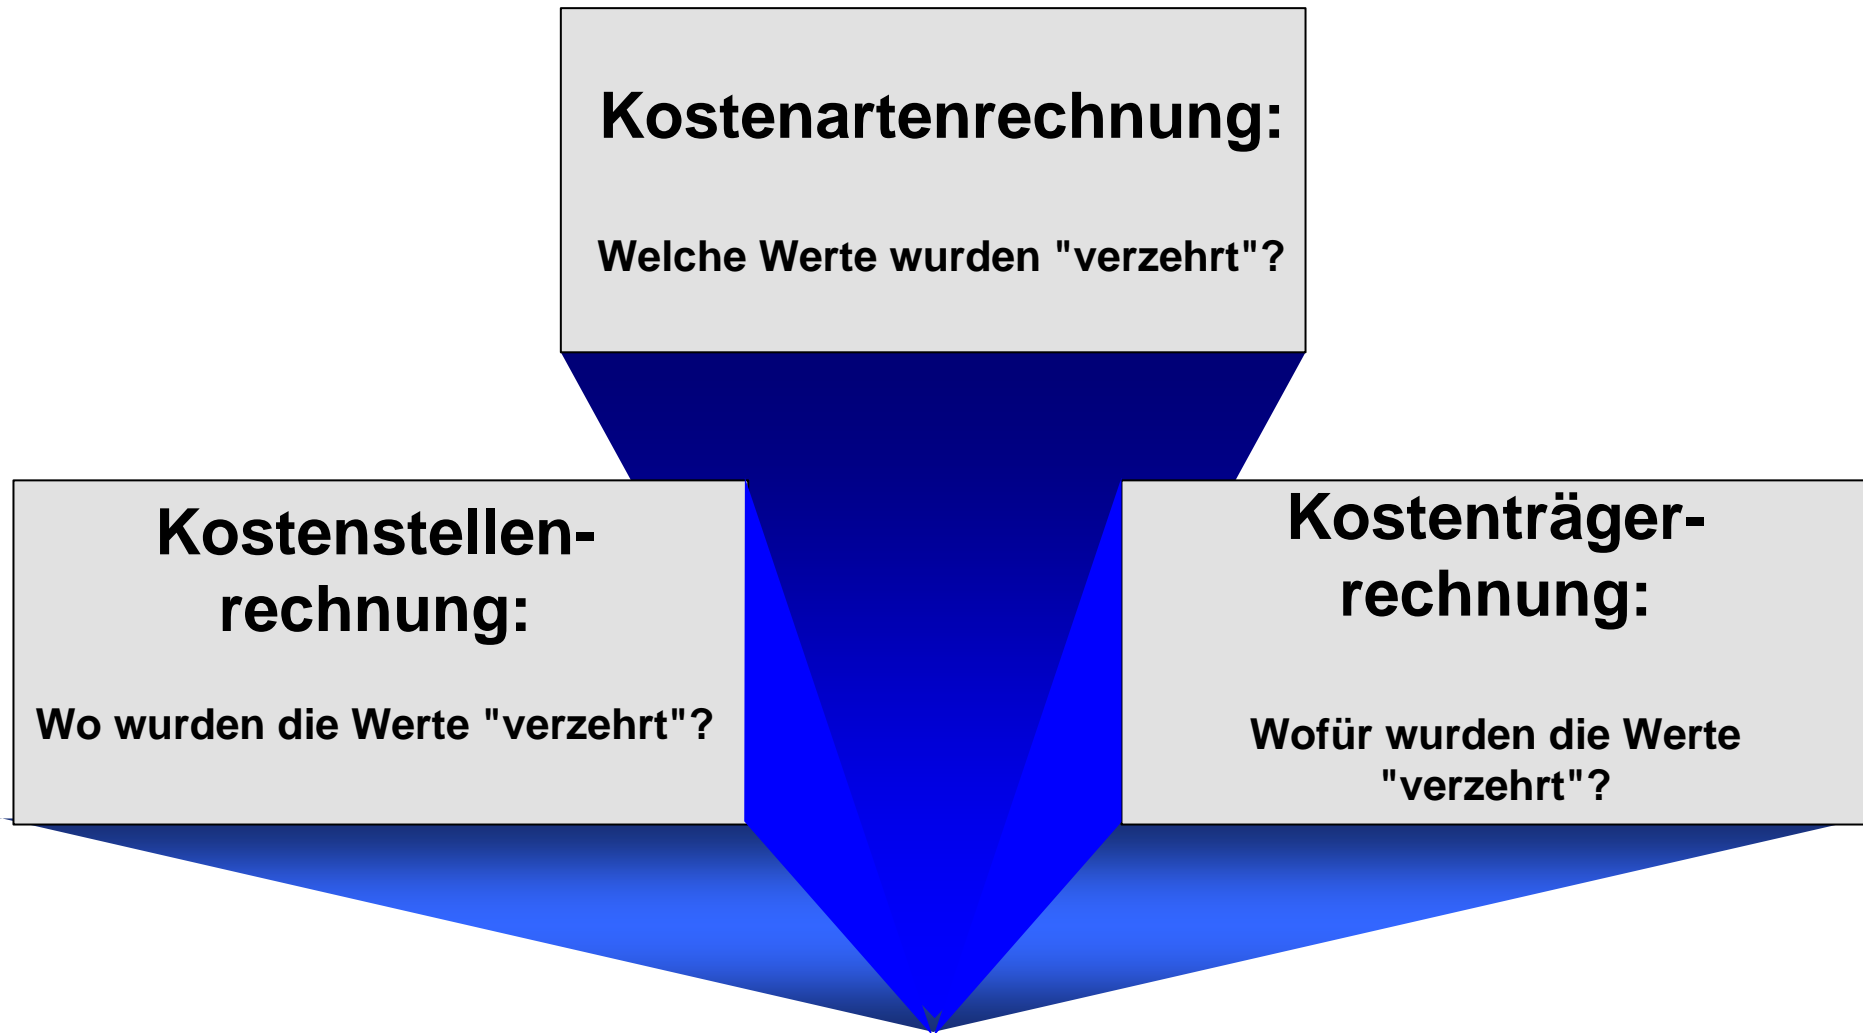 Kostenartenrechnung:
Welche Werte wurden "verzehrt"?
Kostenstellen-
rechnung:
Wo wurden die Werte "verzehrt"?
Kostenträger-
rechnung:
Wofür wurden die Werte
"verzehrt"?